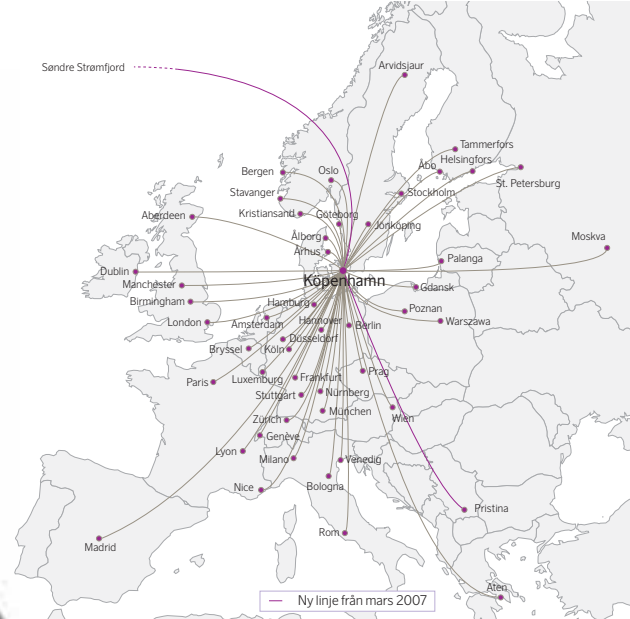 Søndre Strømfjord
Arvidsjaur
Tammerfors
Helsingfors
Åbo
St. Petersburg
Bergen
Oslo
Stavanger
Stockholm
Kristiansand
Göteborg
Jönköping
Aberdeen
Ålborg
Århus
Moskva
Palanga
Dublin
Köpenhamn
Manchester
Gdansk
Birmingham
Hamburg
Poznan
London
Amsterdam
Hannover
Berlin
Warszawa
Düsseldorf
Bryssel
Köln
Prag
Paris
Luxemburg
Frankfurt
Stuttgart
Nürnberg
München
Wien
Zürich
Genève
Lyon
Milano
Venedig
Nice
Bologna
Pristina
Rom
Madrid
Aten
Ny linje från mars 2007